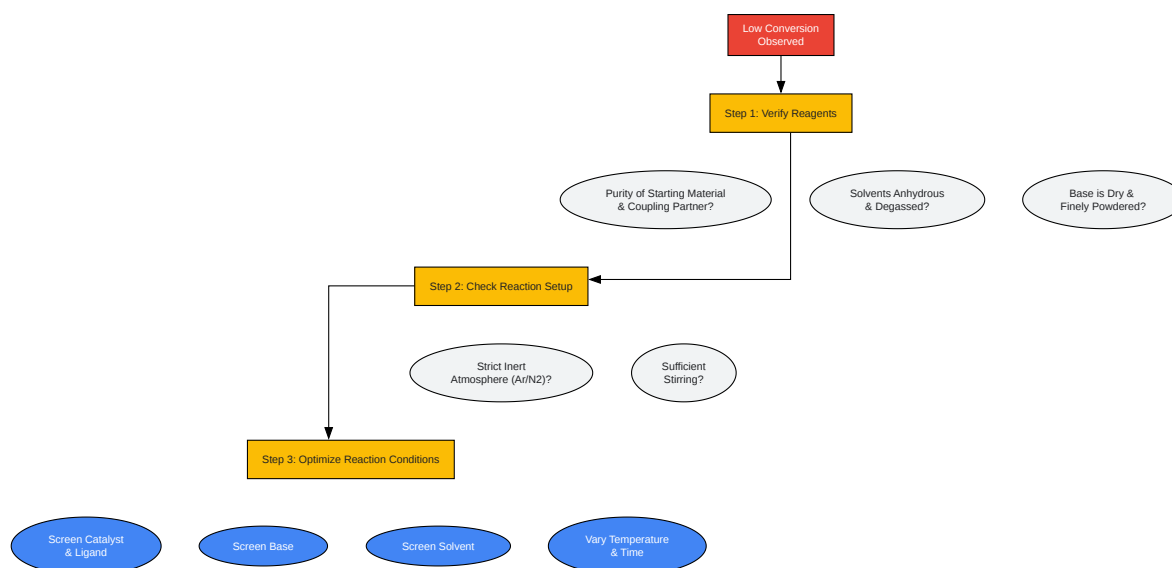 Low Conversion
Observed
Step 1: Verify Reagents
Purity of Starting Material
& Coupling Partner?
Solvents Anhydrous
& Degassed?
Base is Dry &
Finely Powdered?
Step 2: Check Reaction Setup
Strict Inert
Atmosphere (Ar/N2)?
Sufficient
Stirring?
Step 3: Optimize Reaction Conditions
Screen Catalyst
& Ligand
Screen Base
Screen Solvent
Vary Temperature
& Time